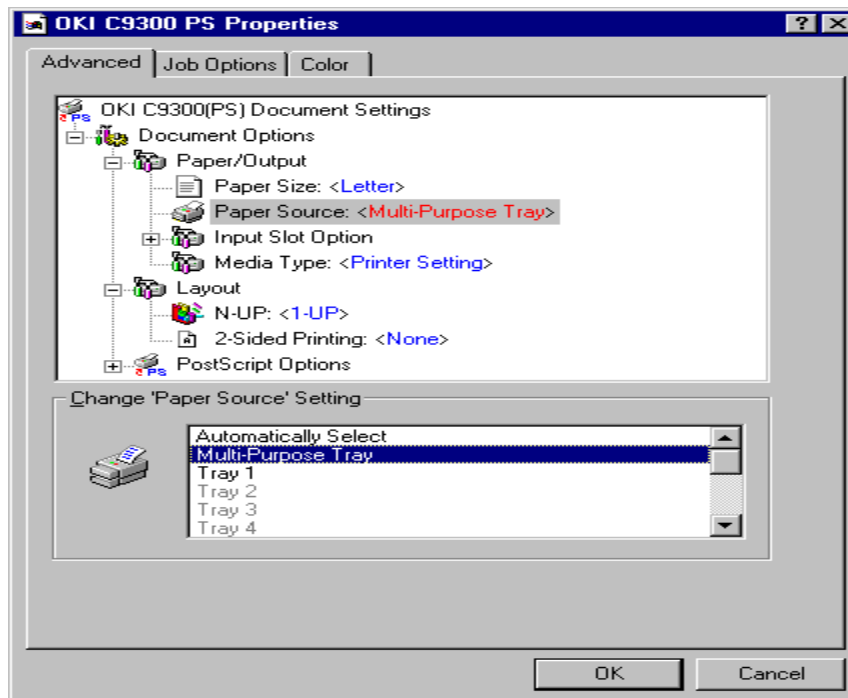 OKI C9300 PS Properties
Advanced Job Options Color
OKI C9300(PS) Document Settings
Document Options
Paper/Output
Paper Size: <Letter>
Paper Source: <Multi-Purpose Tray>
Input Slot Option
Media Type: <Printer Setting>
Layout
N-UP: <1-UP>
2-Sided Printing: <None>
PostScript Options
Change 'Paper Source' Setting
Automatically Select
Multi-Purpose Tray
Tray 1
Tray 2
Tray 3
Tray 4
OK Cancel